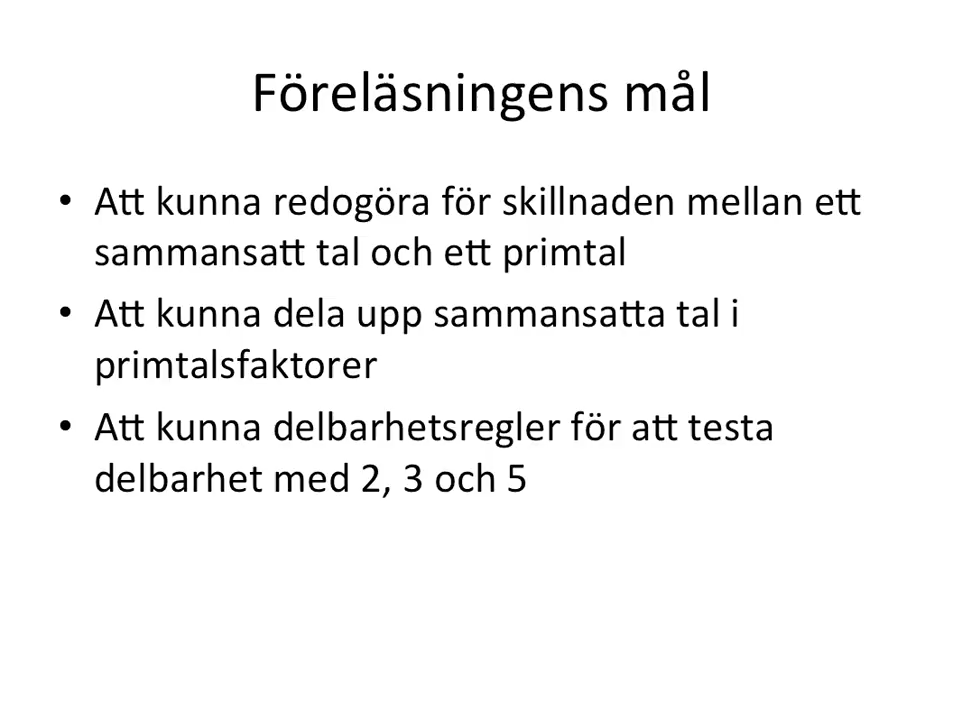 Föreläsningens mål
• Att kunna redogöra för skillnaden mellan ett
sammansatt tal och ett primtal
• Att kunna dela upp sammansatta tal i
primtalsfaktorer
• Att kunna delbarhetsregler för att testa
delbarhet med 2, 3 och 5